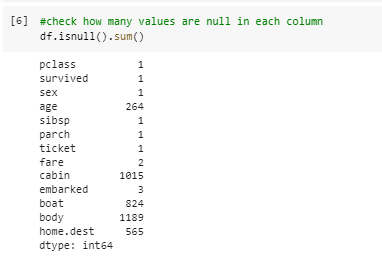 [6] #check how many values are null in each column
df.isnull().sum()
pclass 1
survived 1
sex 1
age 264
sibsp 1
parch 1
ticket 1
fare 2
cabin 1015
embarked 3
boat 824
body 1189
home.dest 565
dtype: int64